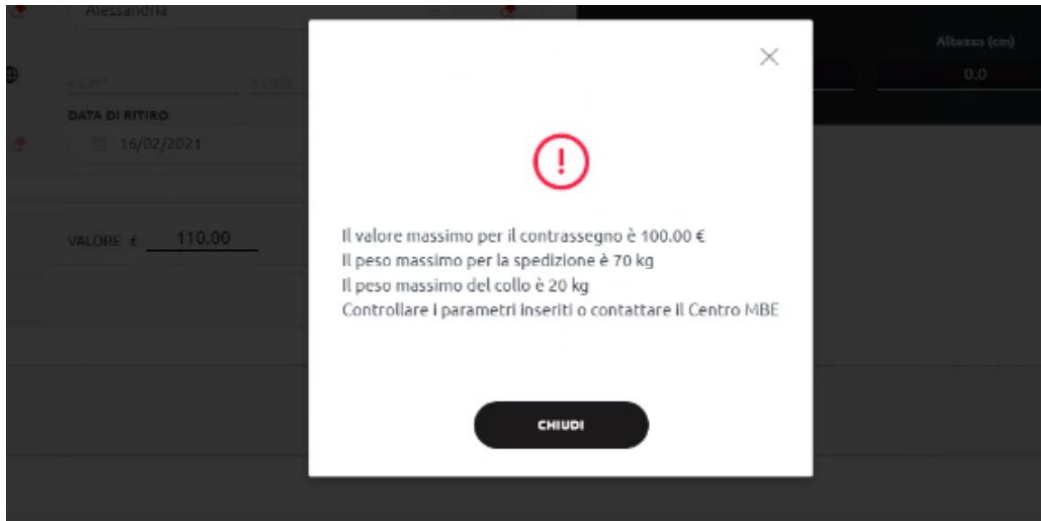 Alessandria
Altezza (cm)
0.0
DATA DI RITIRO
16/02/2021
VALORE € 110.00
Il valore massimo per il contrassegno è 100.00 €
Il peso massimo per la spedizione è 70 kg
Il peso massimo del collo è 20 kg
Controllare i parametri inseriti o contattare il Centro MBE
CHIUDI